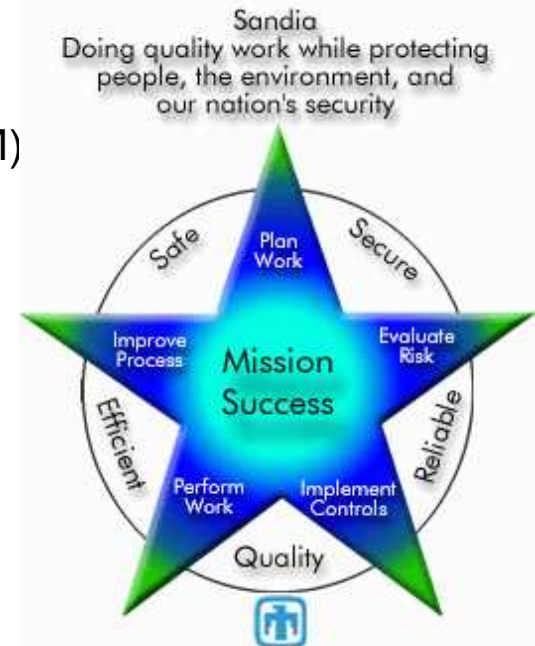 Sandia
Doing quality work while protecting
people, the environment, and
our nation's security
M)
Safe
Secure
Plan
Work
Improve
Process
Evaluate
Risk
Mission
Success
Efficient
Reliable
Perform
Work
Implement
Controls
Quality